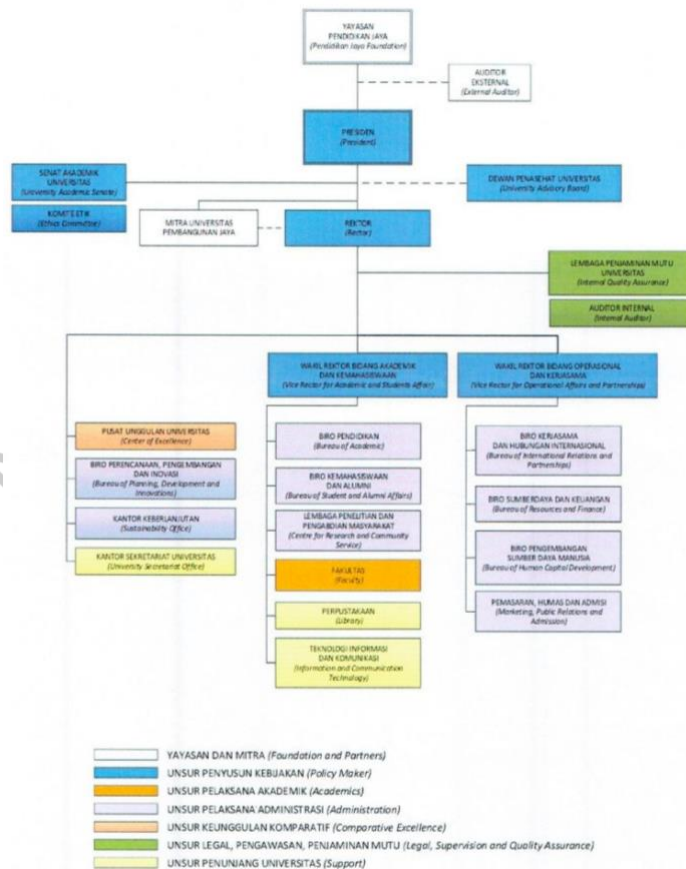 YAYASAN
PENDIDIKAN JAYA
(Pendidikan Jaya Foundation)
AUDITOR
EKSTERNAL
(External Auditor)
PRESIDEN
(President)
SENAT AKADEMIK
UNIVERSITAS
(University Academic Senate)
DEWAN PENASEHAT UNIVERSITAS
(University Advisory Board)
KOMITE ETIK
(Ethics Committee)
MITRA UNIVERSITAS
PEMBANGUNAN JAYA
REKTOR
(Rector)
LEMBAGA PENJAMINAN MUTU
UNIVERSITAS
(Internal Quality Assurance)
AUDITOR INTERNAL
(Internal Auditor)
WAKIL REKTOR BIDANG AKADEMIK
DAN KEMAHASISWAAN
(Vice Rector for Academic and Students Affair)
WAKIL REKTOR BIDANG OPERASIONAL
DAN KERJASAMA
(Vice Rector for Operational Affairs and Partnerships)
PUSAT UNGGULAN UNIVERSITAS
(Center of Excellence)
BIRO PERENCANAAN, PENGEMBANGAN
DAN INOVASI
(Bureau of Planning, Development and
Innovations)
KANTOR KEBERLANJUTAN
(Sustainability Office)
KANTOR SEKRETARIAT UNIVERSITAS
(University Secretariat Office)
BIRO PENDIDIKAN
(Bureau of Academic)
BIRO KEMAHASISWAAN
DAN ALUMNI
(Bureau of Student and Alumni Affairs)
LEMBAGA PENELITIAN DAN
PENGABDIAN MASYARAKAT
(Centre for Research and Community
Service)
FAKULTAS
(Faculty)
PERPUSTAKAAN
(Library)
TEKNOLOGI INFORMASI
DAN KOMUNIKASI
(Information and Communication
Technology)
BIRO KERJASAMA
DAN HUBUNGAN INTERNASIONAL
(Bureau of International Relations and
Partnerships)
BIRO SUMBERDAYA DAN KEUANGAN
(Bureau of Resources and Finance)
BIRO PENGEMBANGAN
SUMBER DAYA MANUSIA
(Bureau of Human Capital Development)
PEMASARAN, HUMAS DAN ADMISI
(Marketing, Public Relations and
Admission)
YAYASAN DAN MITRA (Foundation and Partners)
UNSUR PENYUSUN KEBIJAKAN (Policy Maker)
UNSUR PELAKSANA AKADEMIK (Academics)
UNSUR PELAKSANA ADMINISTRASI (Administration)
UNSUR KEUNGGULAN KOMPARATIF (Comparative Excellence)
UNSUR LEGAL, PENGAWASAN, PENJAMINAN MUTU (Legal, Supervision and Quality Assurance)
UNSUR PENUNJANG UNIVERSITAS (Support)